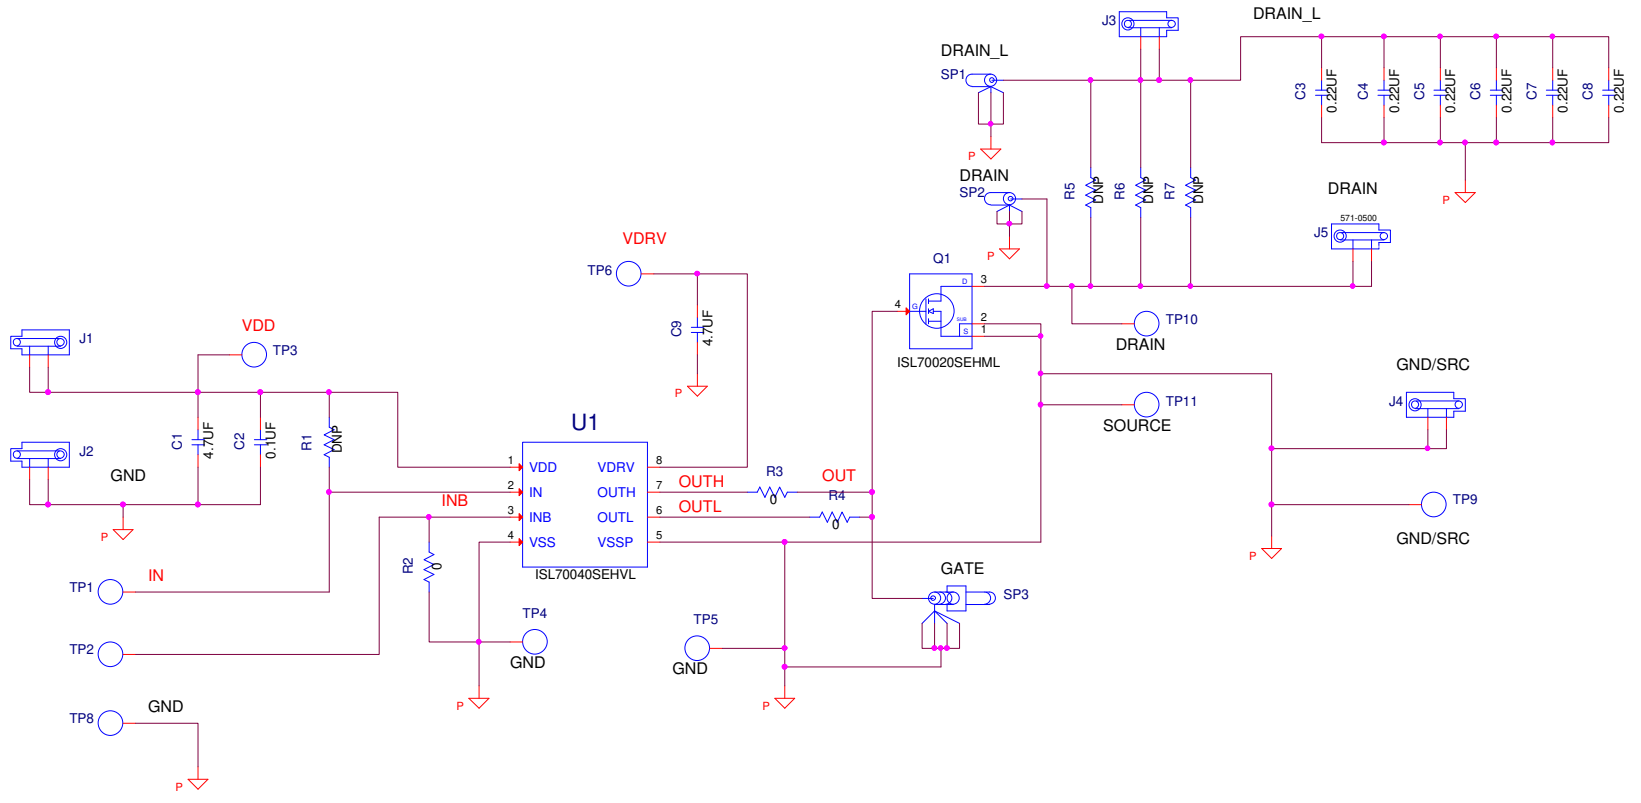 J3
DRAIN_L
DRAIN_L
SP1
C3
0.22UF
C4
0.22UF
C5
0.22UF
C6
0.22UF
C7
0.22UF
C8
0.22UF
P
DRAIN
SP2
R5
DNP
R6
DNP
R7
DNP
DRAIN
P
571-0500
J5
VDRV
TP6
P
Q1
D
3
4
G
SUB
2
S
1
ISL70020SEHML
TP10
DRAIN
C9
4.7UF
P
J1
VDD
TP3
GND/SRC
J4
TP11
SOURCE
J2
GND
C1
4.7UF
C2
0.1UF
R1
DNP
P
U1
1
VDD
VDRV
8
2
IN
OUTH
7
3
INB
OUTL
6
4
VSS
VSSP
5
ISL70040SEHVL
INB
OUTH
R3
0
OUT
OUTL
R4
0
TP9
GND/SRC
P
R2
0
TP1
IN
TP2
TP4
GND
P
TP5
GND
P
GATE
SP3
TP8
GND
P